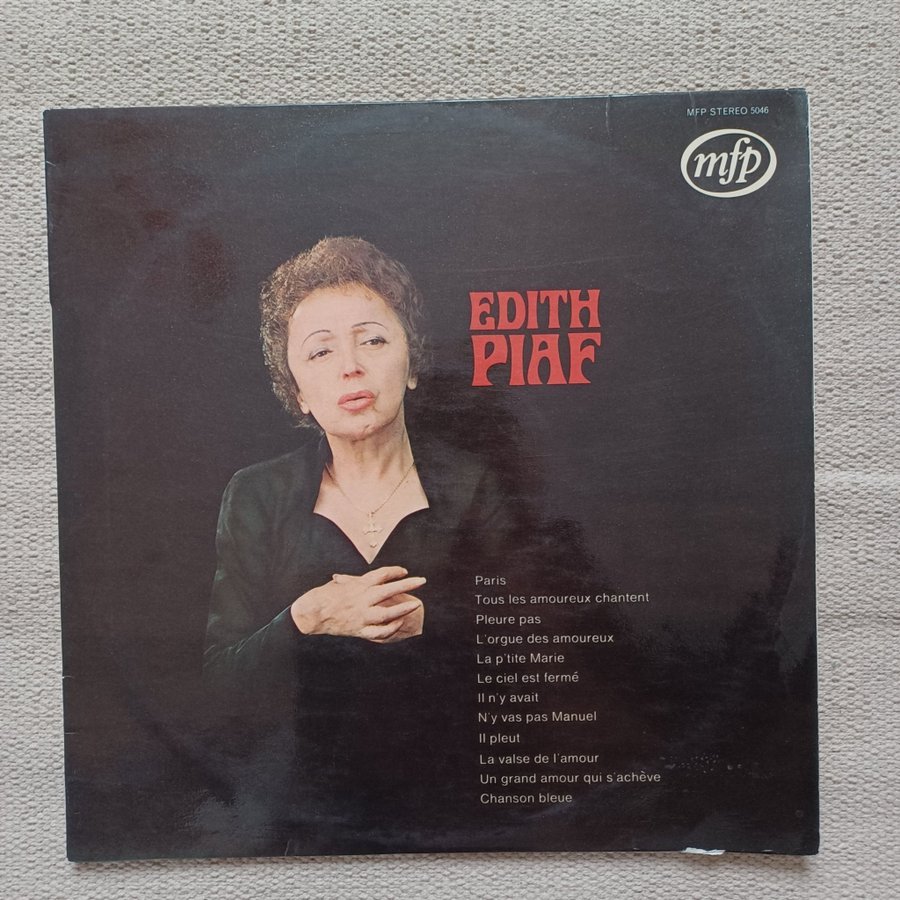 MFP STEREO 5046
mfp
EDITH
PIAF
Paris
Tous les amoureux chantent
Pleure pas
L'orgue des amoureux
La p'tite Marie
Le ciel est fermé
Il n'y avait
N'y vas pas Manuel
Il pleut
La valse de l'amour
Un grand amour qui s'achève
Chanson bleue